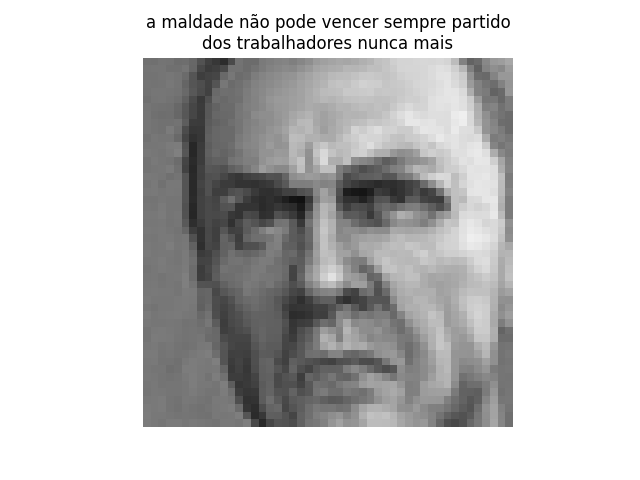 a maldade não pode vencer sempre partido
dos trabalhadores nunca mais